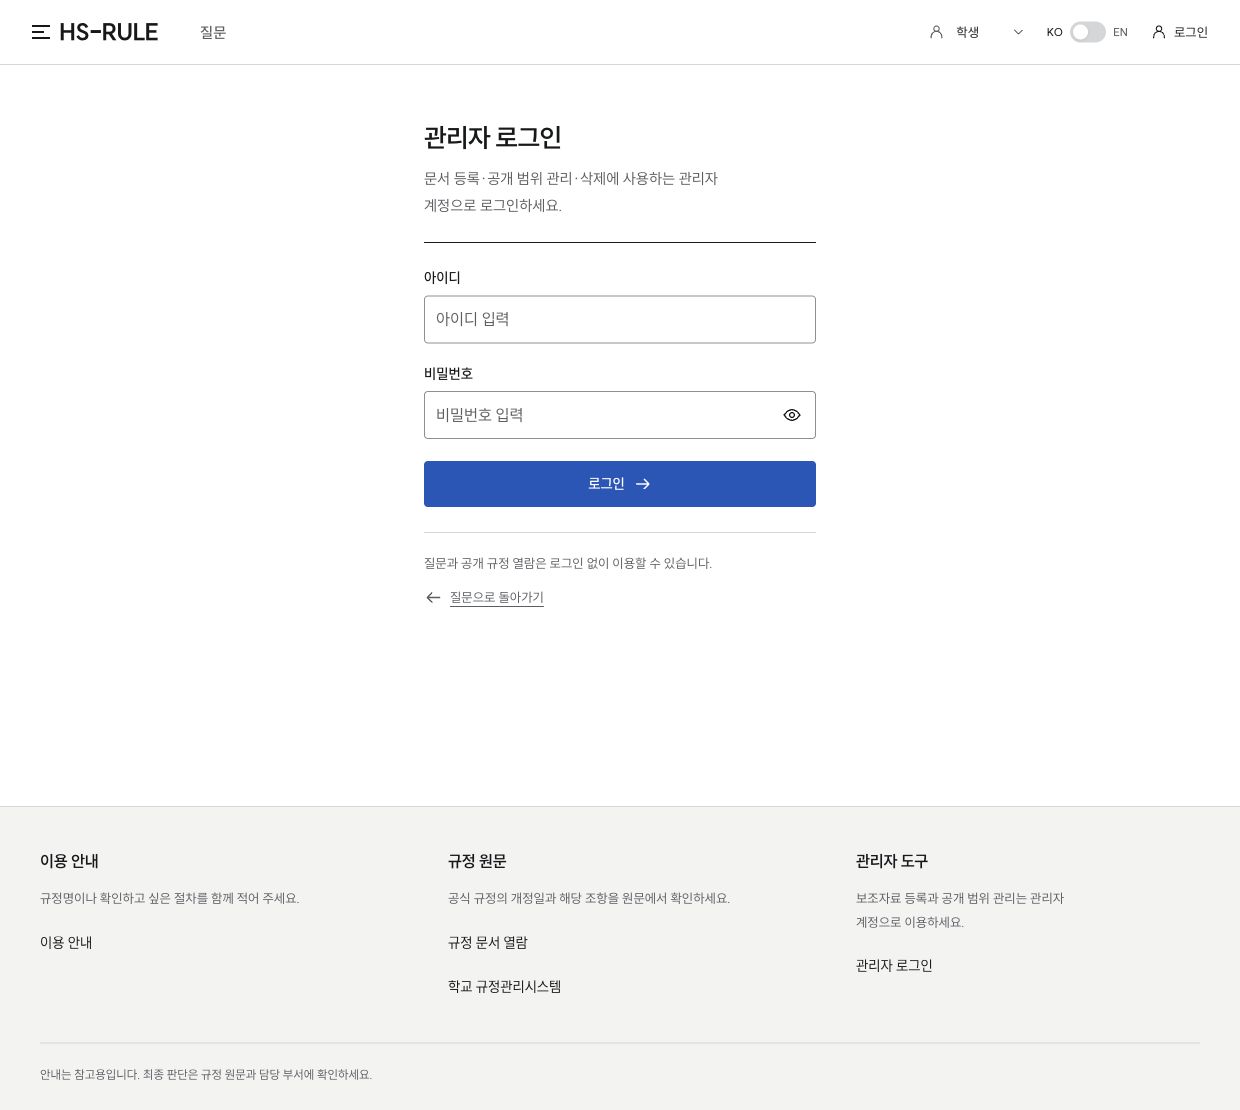 HS-RULE
질문
학생
KO
EN
로그인
관리자 로그인
문서 등록·공개 범위 관리·삭제에 사용하는 관리자
계정으로 로그인하세요.
아이디
아이디 입력
비밀번호
비밀번호 입력
로그인
질문과 공개 규정 열람은 로그인 없이 이용할 수 있습니다.
질문으로 돌아가기
이용 안내
규정명이나 확인하고 싶은 절차를 함께 적어 주세요.
이용 안내
규정 원문
공식 규정의 개정일과 해당 조항을 원문에서 확인하세요.
규정 문서 열람
학교 규정관리시스템
관리자 도구
보조자료 등록과 공개 범위 관리는 관리자
계정으로 이용하세요.
관리자 로그인
안내는 참고용입니다. 최종 판단은 규정 원문과 담당 부서에 확인하세요.